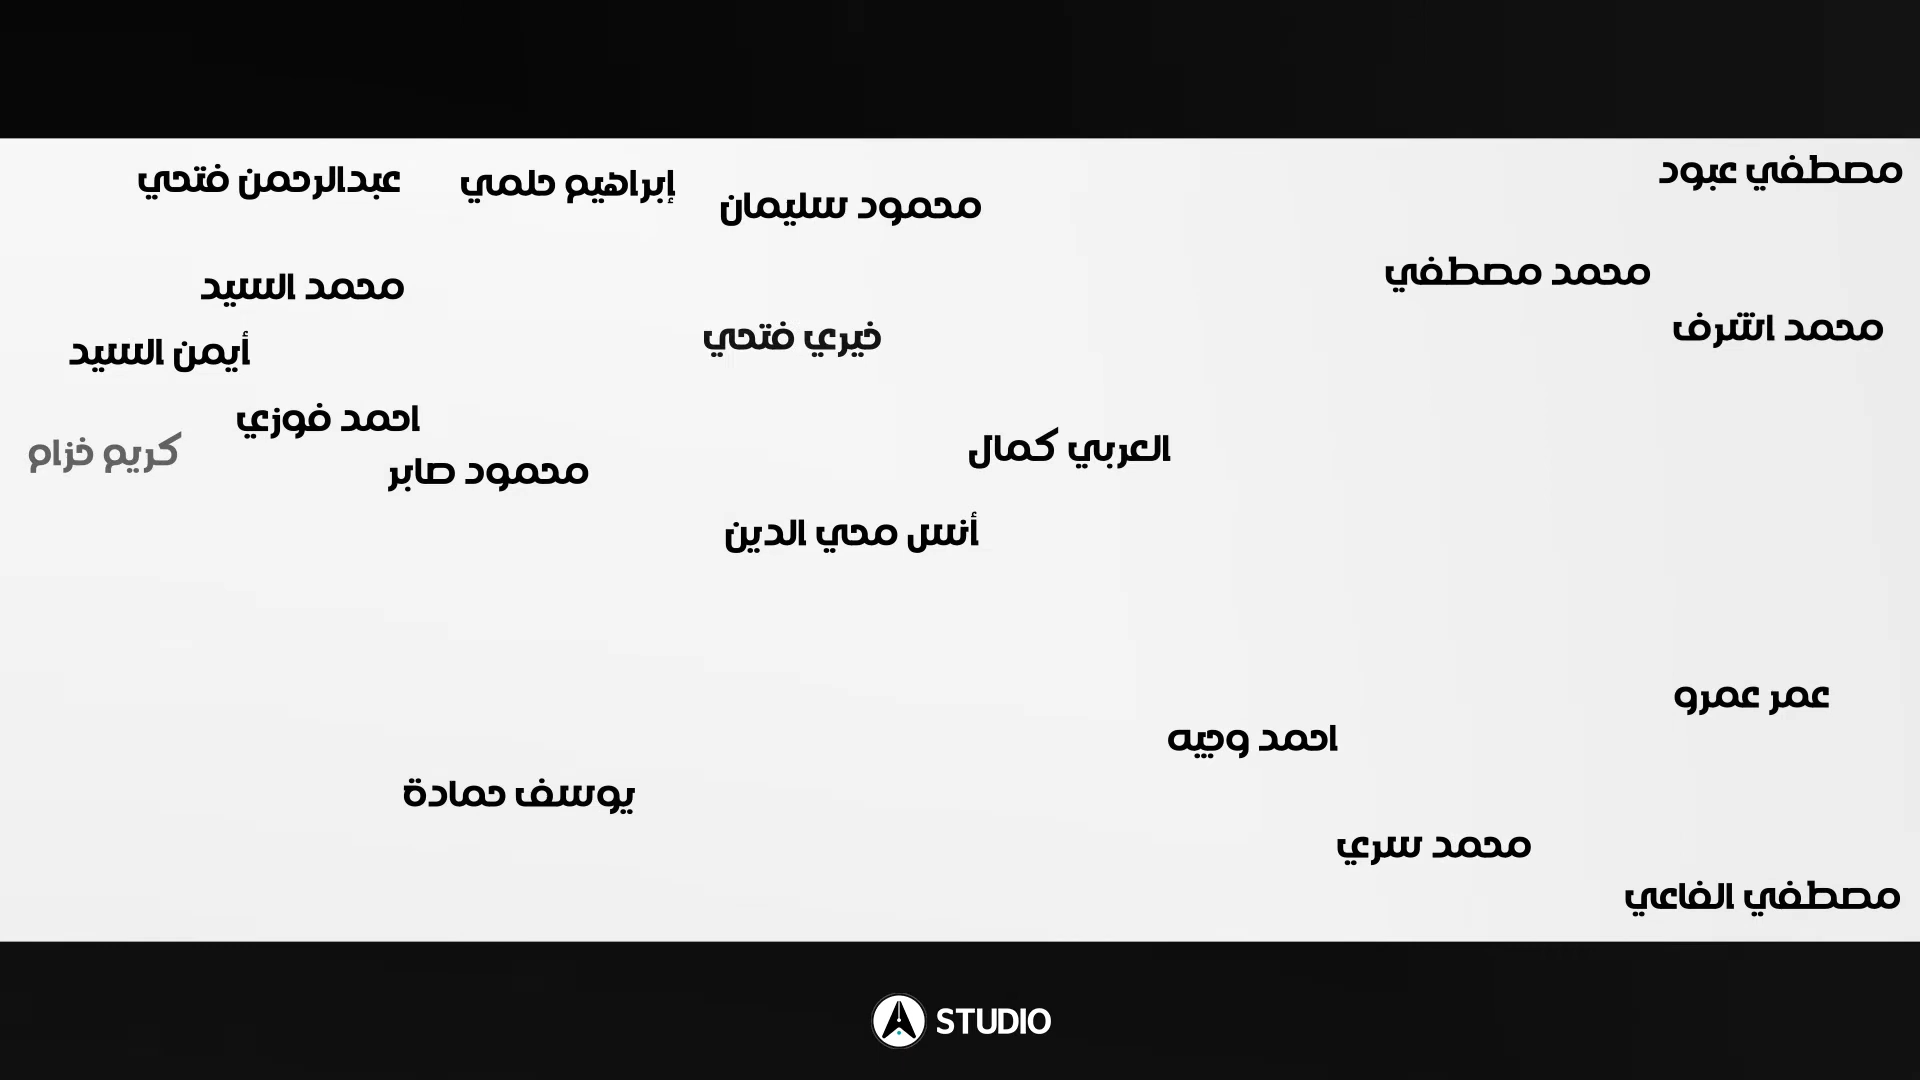 مصطفي عبود
محمود سليمان
إبراهيم حلمي
عبدالرحمن فتحي
محمد مصطفي
محمد السيد
محمد اشرف
خيري فتحي
أيمن السيد
احمد فوزي
العربي كمال
كريم خزام
محمود صابر
أنس محي الدين
عمر عمرو
احمد وجيه
يوسف حمادة
محمد سري
مصطفي الفاعي
STUDIO